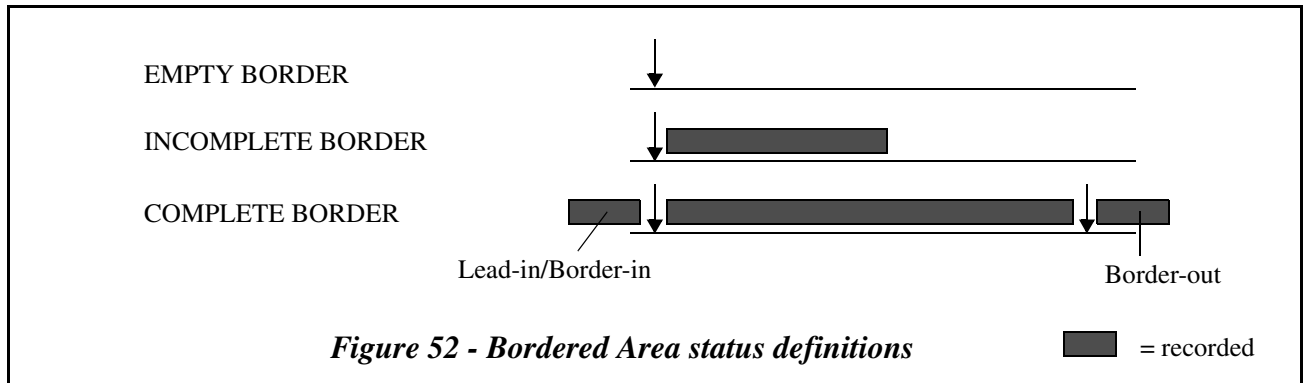 EMPTY BORDER
INCOMPLETE BORDER
COMPLETE BORDER
Lead-in/Border-in
Border-out
Figure 52 - Bordered Area status definitions
= recorded